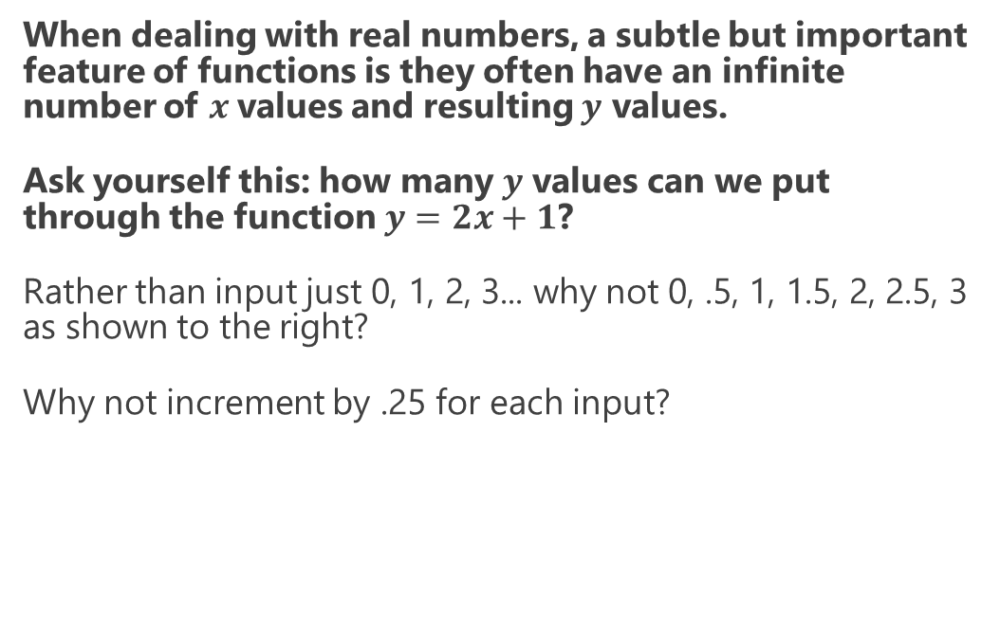 When dealing with real numbers, a subtle but important
feature of functions is they often have an infinite
number of x values and resulting y values.
Ask yourself this: how many y values can we put
through the function y = 2x + 1?
Rather than input just 0, 1, 2, 3... why not 0, .5, 1, 1.5, 2, 2.5, 3
as shown to the right?
Why not increment by .25 for each input?